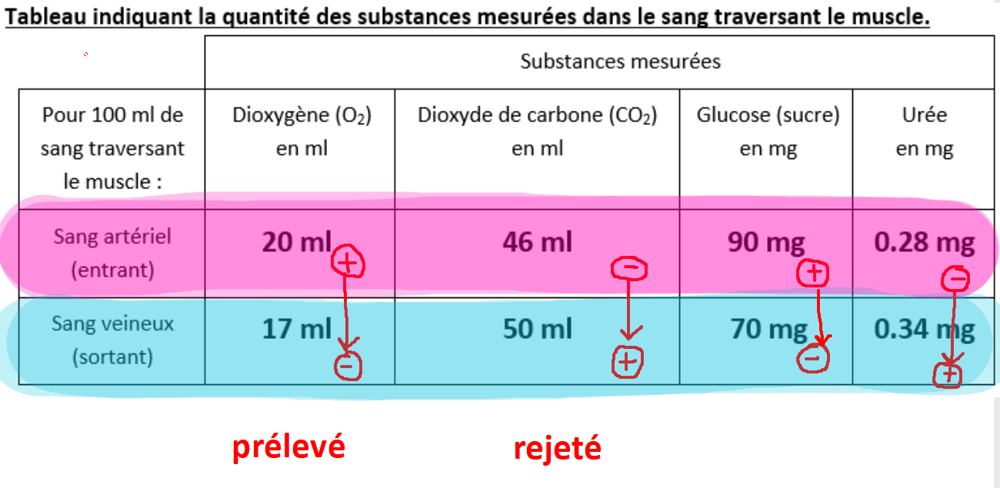 Tableau indiquant la quantité des substances mesurées dans le sang traversant le muscle.
Substances mesurées
Pour 100 ml de
sang traversant
le muscle :
Dioxygène (O₂)
en ml
Dioxyde de carbone (CO₂)
en ml
Glucose (sucre)
en mg
Urée
en mg
Sang artériel
(entrant)
20 ml
46 ml
90 mg
0.28 mg
+
-
+
-
Sang veineux
(sortant)
17 ml
50 ml
70 mg
0.34 mg
-
+
-
+
prélevé
rejeté